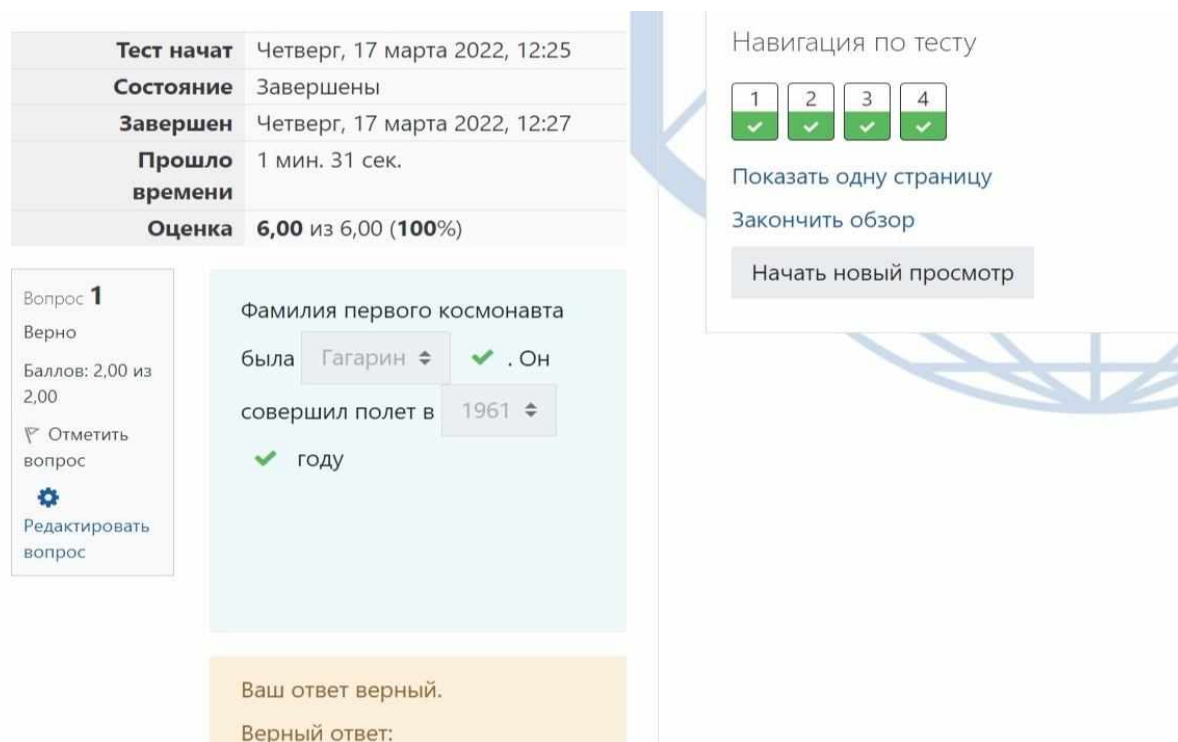 Тест начат Четверг, 17 марта 2022, 12:25
Состояние Завершены
Завершен Четверг, 17 марта 2022, 12:27
Прошло 1 мин. 31 сек.
времени
Оценка 6,00 из 6,00 (100%)
Вопрос 1
Верно
Баллов: 2,00 из
2,00
Отметить
вопрос
Редактировать
вопрос
Фамилия первого космонавта
была Гагарин . Он
совершил полет в 1961
году
Ваш ответ верный.
Верный ответ:
Навигация по тесту
1 2 3 4
Показать одну страницу
Закончить обзор
Начать новый просмотр